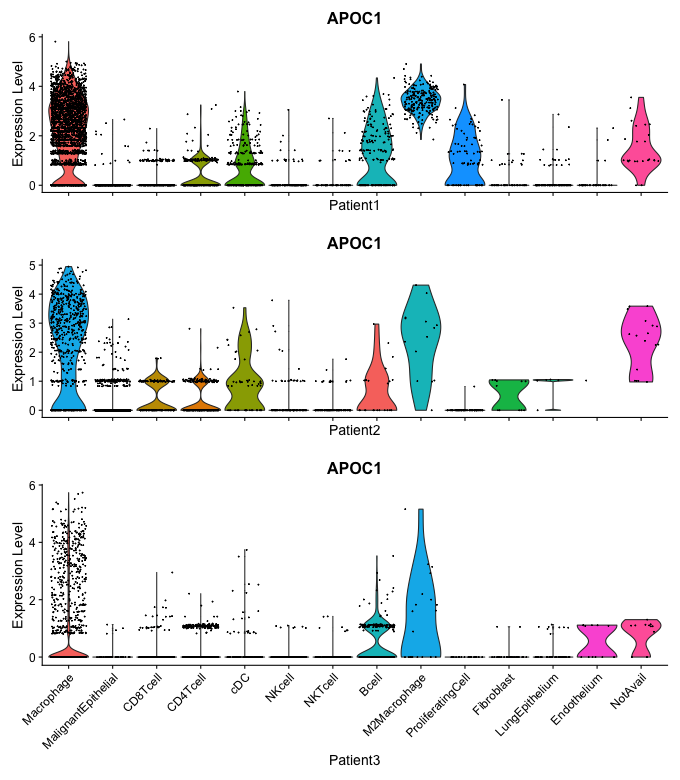 APOC1
6
4
2
0
Expression Level
Patient1
APOC1
5
4
3
2
1
0
Expression Level
Patient2
APOC1
6
4
2
0
Expression Level
Macrophage
MalignantEpithelial
CD8Tcell
CD4Tcell
cDC
NKcell
NKTcell
Bcell
M2Macrophage
ProliferatingCell
Fibroblast
LungEpithelium
Endothelium
NotAvail
Patient3